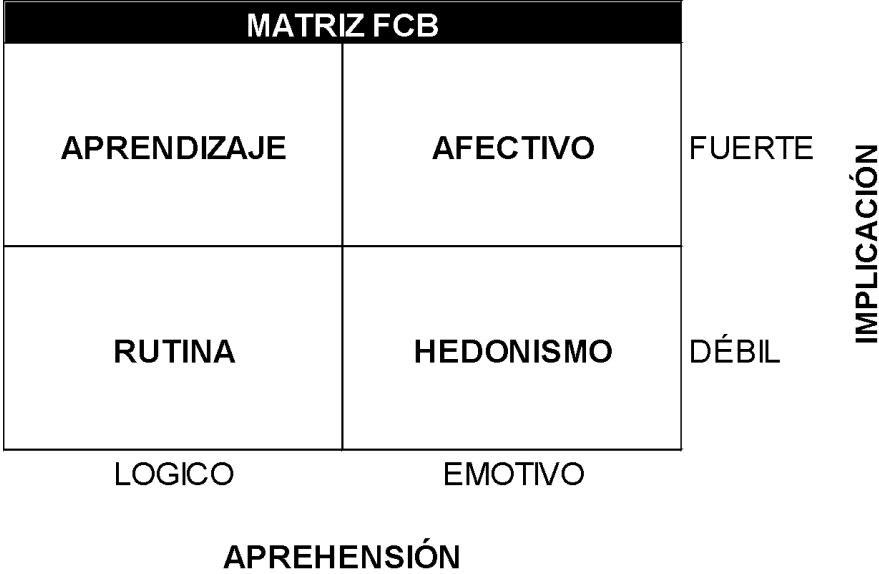 MATRIZ FCB
APRENDIZAJE AFECTIVO FUERTE
RUTINA HEDONISMO DÉBIL
IMPLICACIÓN
LOGICO EMOTIVO
APREHENSIÓN